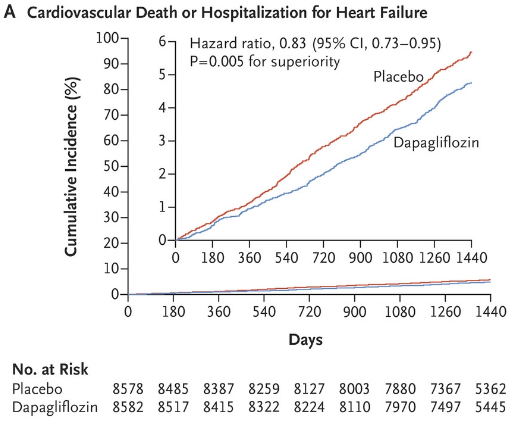 A Cardiovascular Death or Hospitalization for Heart Failure
Cumulative Incidence (%)
100
90
80
70
60
50
40
30
20
10
0
6
5
4
3
2
1
0
Hazard ratio, 0.83 (95% CI, 0.73–0.95)
P=0.005 for superiority
Placebo
Dapagliflozin
0 180 360 540 720 900 1080 1260 1440
0 180 360 540 720 900 1080 1260 1440
Days
No. at Risk
Placebo 8578 8485 8387 8259 8127 8003 7880 7367 5362
Dapagliflozin 8582 8517 8415 8322 8224 8110 7970 7497 5445